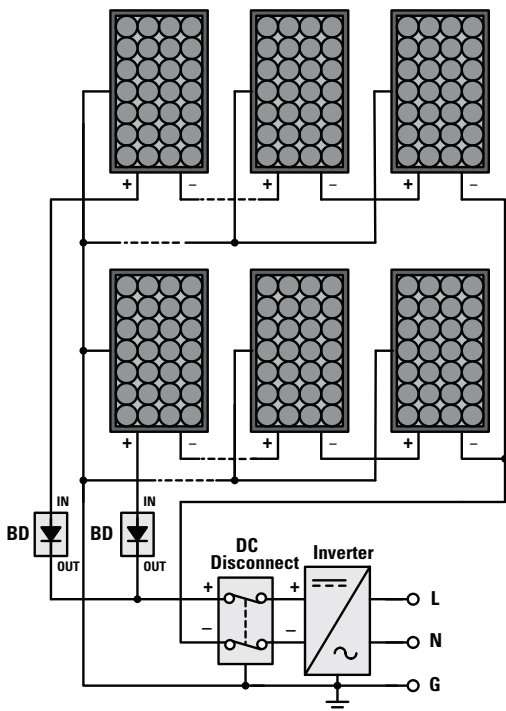 + – + – + –
+ – + – + –
IN IN
BD BD
OUT OUT
DC
Disconnect
Inverter
+ +
– –
L
N
G